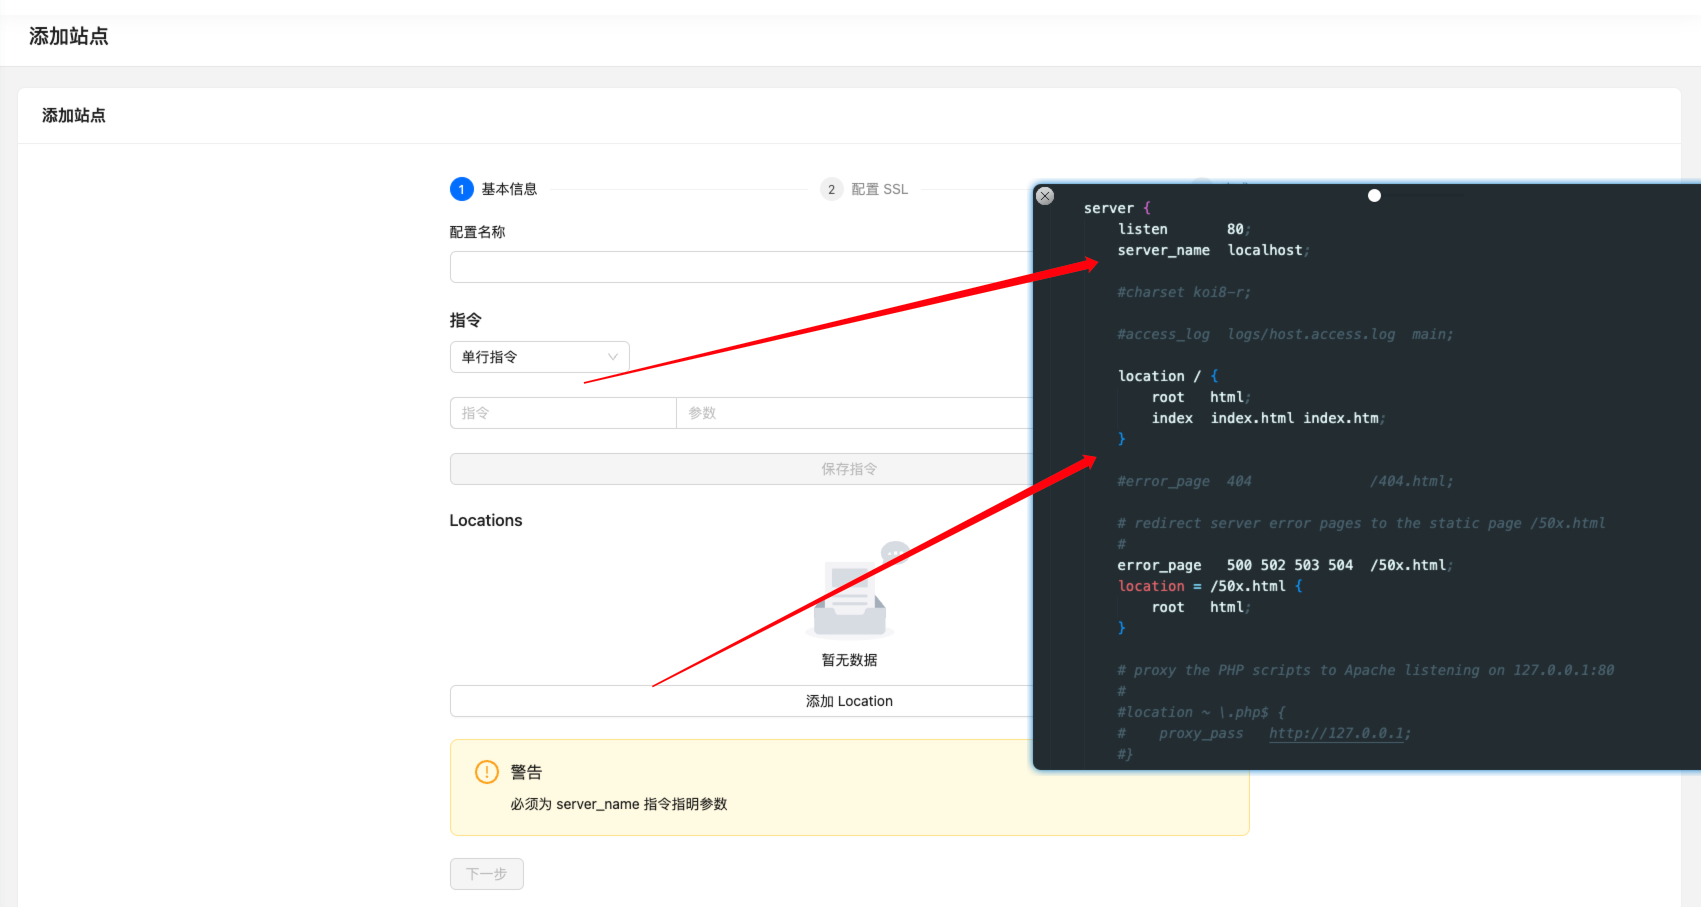 添加站点
添加站点
1 基本信息
2 配置 SSL
配置名称
指令
单行指令
指令
参数
保存指令
Locations
暂无数据
添加 Location
警告
必须为 server_name 指令指明参数
下一步
server {
listen 80;
server_name localhost;
#charset koi8-r;
#access_log logs/host.access.log main;
location / {
root html;
index index.html index.htm;
}
#error_page 404 /404.html;
# redirect server error pages to the static page /50x.html
#
error_page 500 502 503 504 /50x.html;
location = /50x.html {
root html;
}
# proxy the PHP scripts to Apache listening on 127.0.0.1:80
#
#location ~ \.php$ {
# proxy_pass http://127.0.0.1;
#}